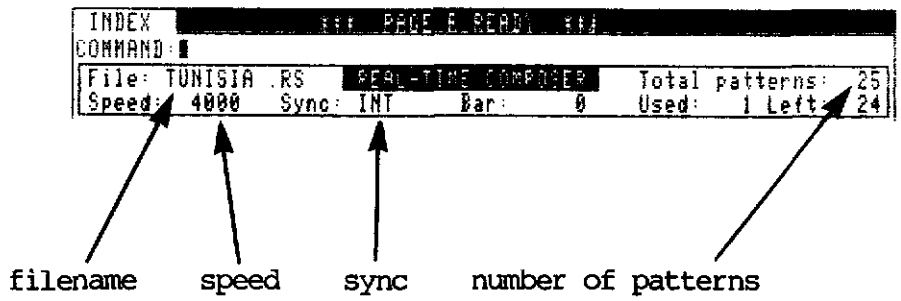 INDEX *** PAGE R READY ***
COMMAND:
File: TUNISIA .RS REAL-TIME COMPOSER Total patterns: 25
Speed: 4000 Sync: INT Bar: 0 Used: 1 Left: 24
filename speed sync number of patterns